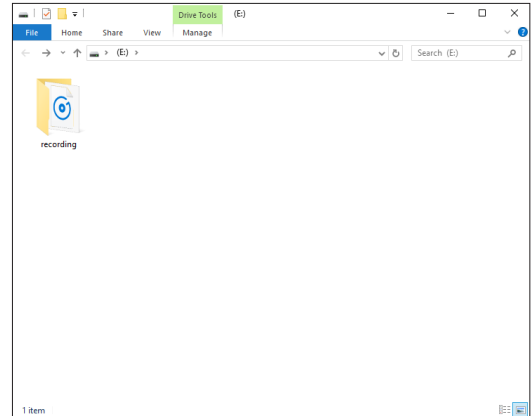 Drive Tools (E:)
File Home Share View Manage
(E:) Search (E:)
recording
1 item